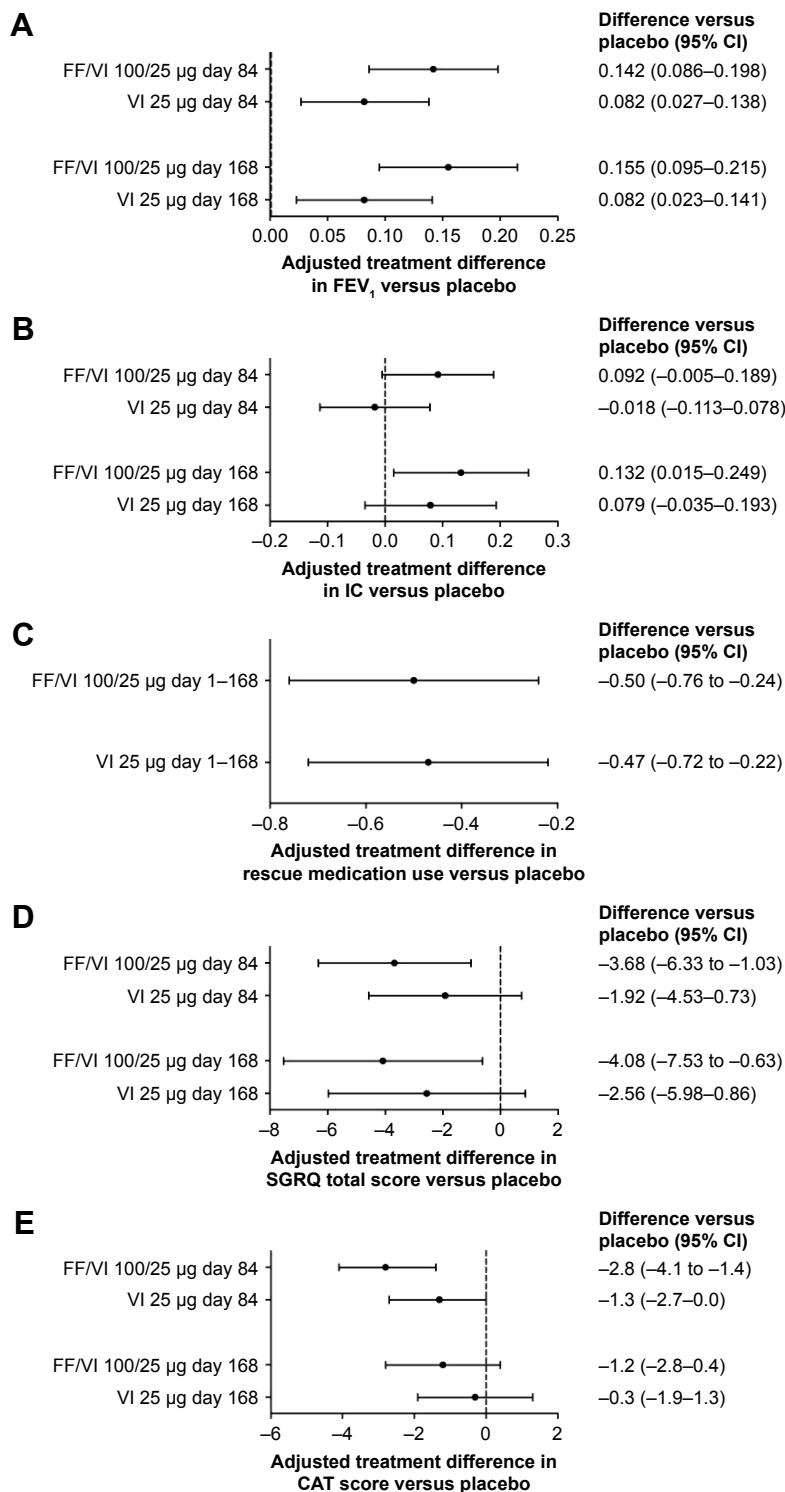 A
Difference versus
placebo (95% CI)
FF/VI 100/25 µg day 84 0.142 (0.086–0.198)
VI 25 µg day 84 0.082 (0.027–0.138)
FF/VI 100/25 µg day 168 0.155 (0.095–0.215)
VI 25 µg day 168 0.082 (0.023–0.141)
0.00 0.05 0.10 0.15 0.20 0.25
Adjusted treatment difference
in FEV₁ versus placebo
B
Difference versus
placebo (95% CI)
FF/VI 100/25 µg day 84 0.092 (–0.005–0.189)
VI 25 µg day 84 –0.018 (–0.113–0.078)
FF/VI 100/25 µg day 168 0.132 (0.015–0.249)
VI 25 µg day 168 0.079 (–0.035–0.193)
–0.2 –0.1 0.0 0.1 0.2 0.3
Adjusted treatment difference
in IC versus placebo
C
Difference versus
placebo (95% CI)
FF/VI 100/25 µg day 1–168 –0.50 (–0.76 to –0.24)
VI 25 µg day 1–168 –0.47 (–0.72 to –0.22)
–0.8 –0.6 –0.4 –0.2
Adjusted treatment difference in
rescue medication use versus placebo
D
Difference versus
placebo (95% CI)
FF/VI 100/25 µg day 84 –3.68 (–6.33 to –1.03)
VI 25 µg day 84 –1.92 (–4.53–0.73)
FF/VI 100/25 µg day 168 –4.08 (–7.53 to –0.63)
VI 25 µg day 168 –2.56 (–5.98–0.86)
–8 –6 –4 –2 0 2
Adjusted treatment difference in
SGRQ total score versus placebo
E
Difference versus
placebo (95% CI)
FF/VI 100/25 µg day 84 –2.8 (–4.1 to –1.4)
VI 25 µg day 84 –1.3 (–2.7–0.0)
FF/VI 100/25 µg day 168 –1.2 (–2.8–0.4)
VI 25 µg day 168 –0.3 (–1.9–1.3)
–6 –4 –2 0 2
Adjusted treatment difference in
CAT score versus placebo